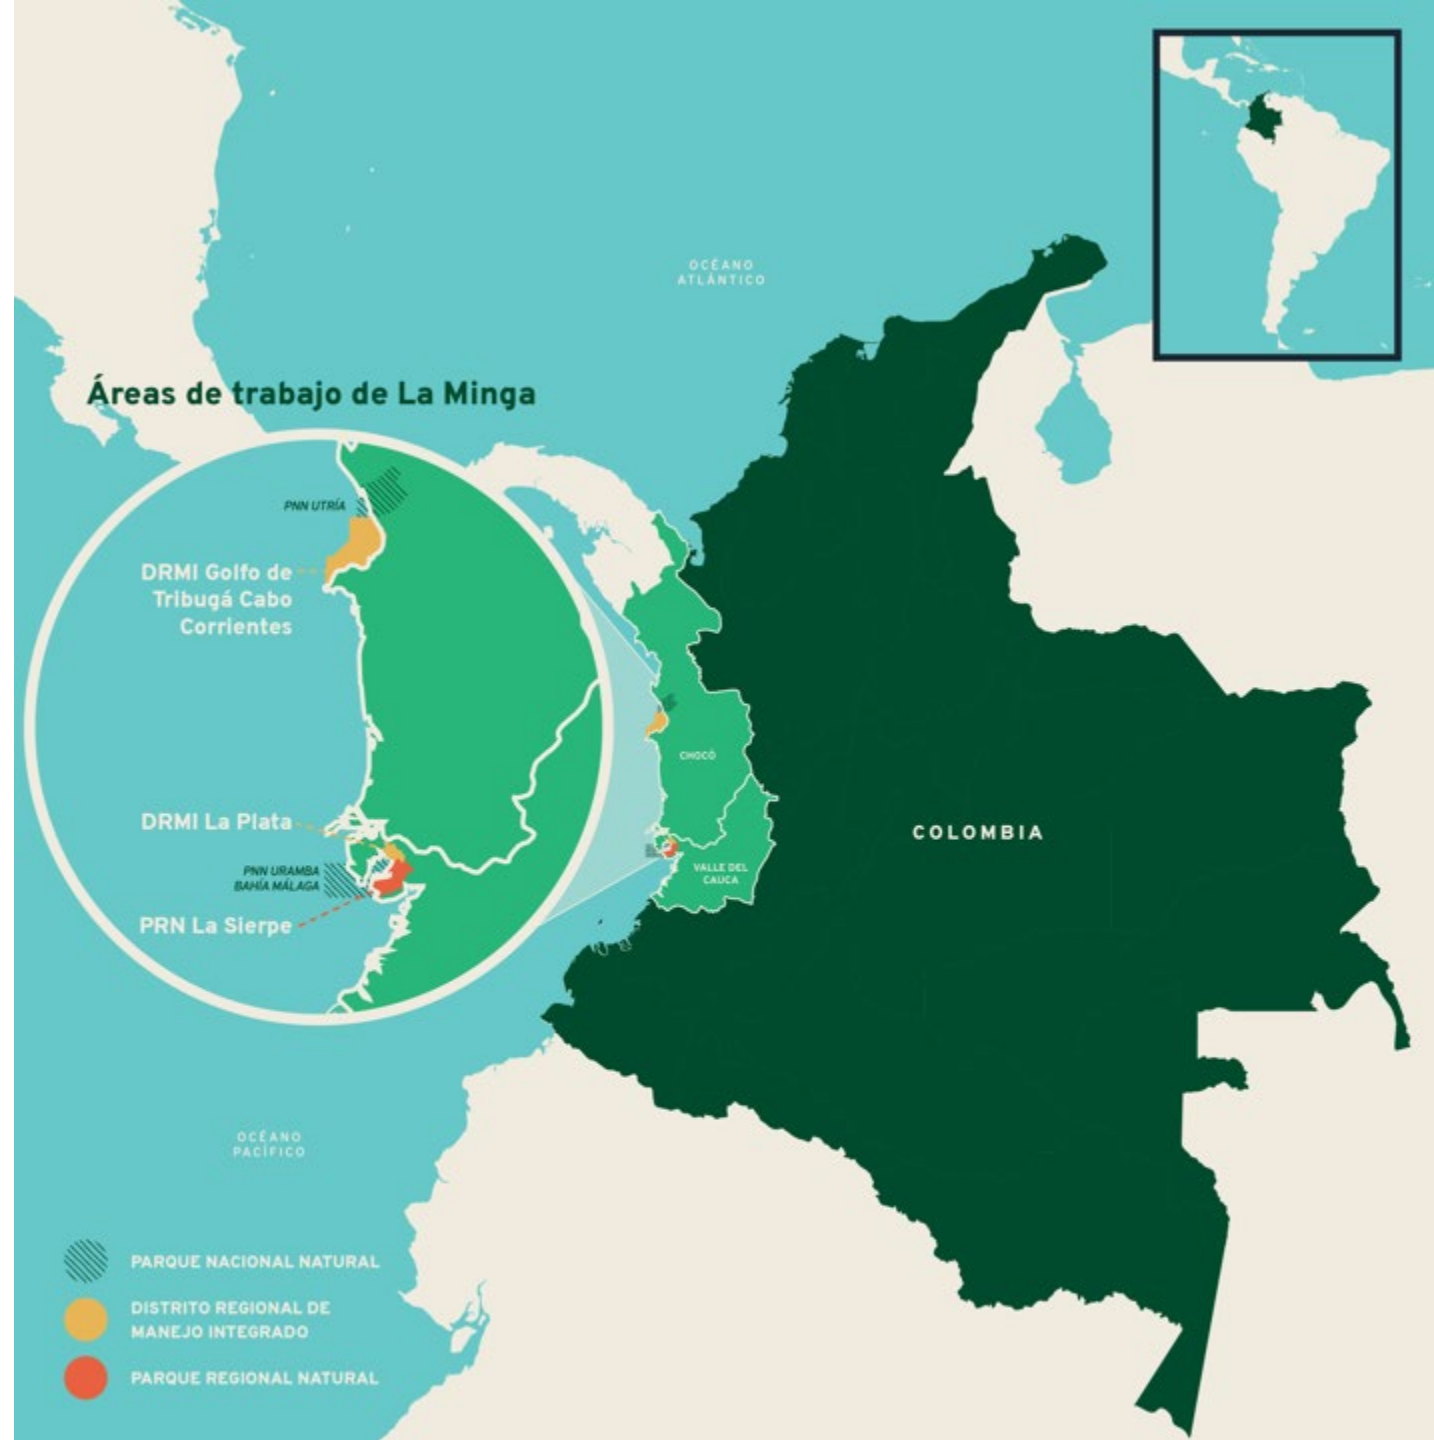 OCÉANO
ATLÁNTICO
Áreas de trabajo de La Minga
PNN UTRÍA
DRMI Golfo de
Tribugá Cabo
Corrientes
CHOCÓ
COLOMBIA
DRMI La Plata
PNN URAMBA
BAHÍA MÁLAGA
VALLE DEL
CAUCA
PRN La Sierpe
OCÉANO
PACÍFICO
PARQUE NACIONAL NATURAL
DISTRITO REGIONAL DE
MANEJO INTEGRADO
PARQUE REGIONAL NATURAL